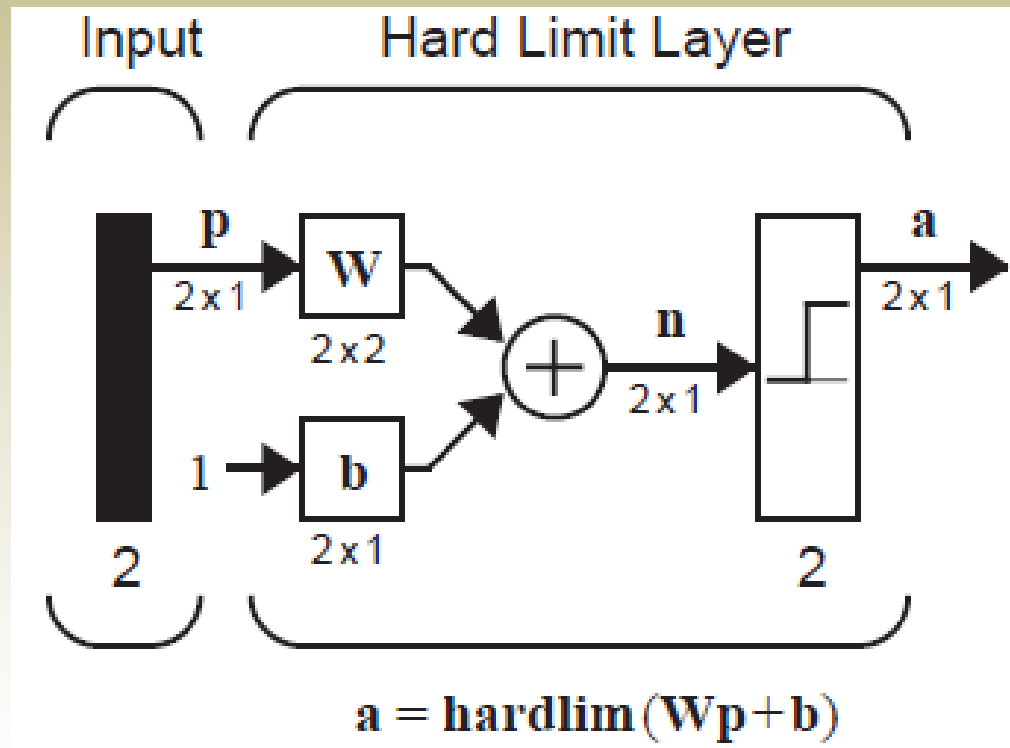 Input Hard Limit Layer
p a
W
2x1 2x1
n
2x2
2x1
1 b
2x1
2 2
a = hardlim(Wp+b)